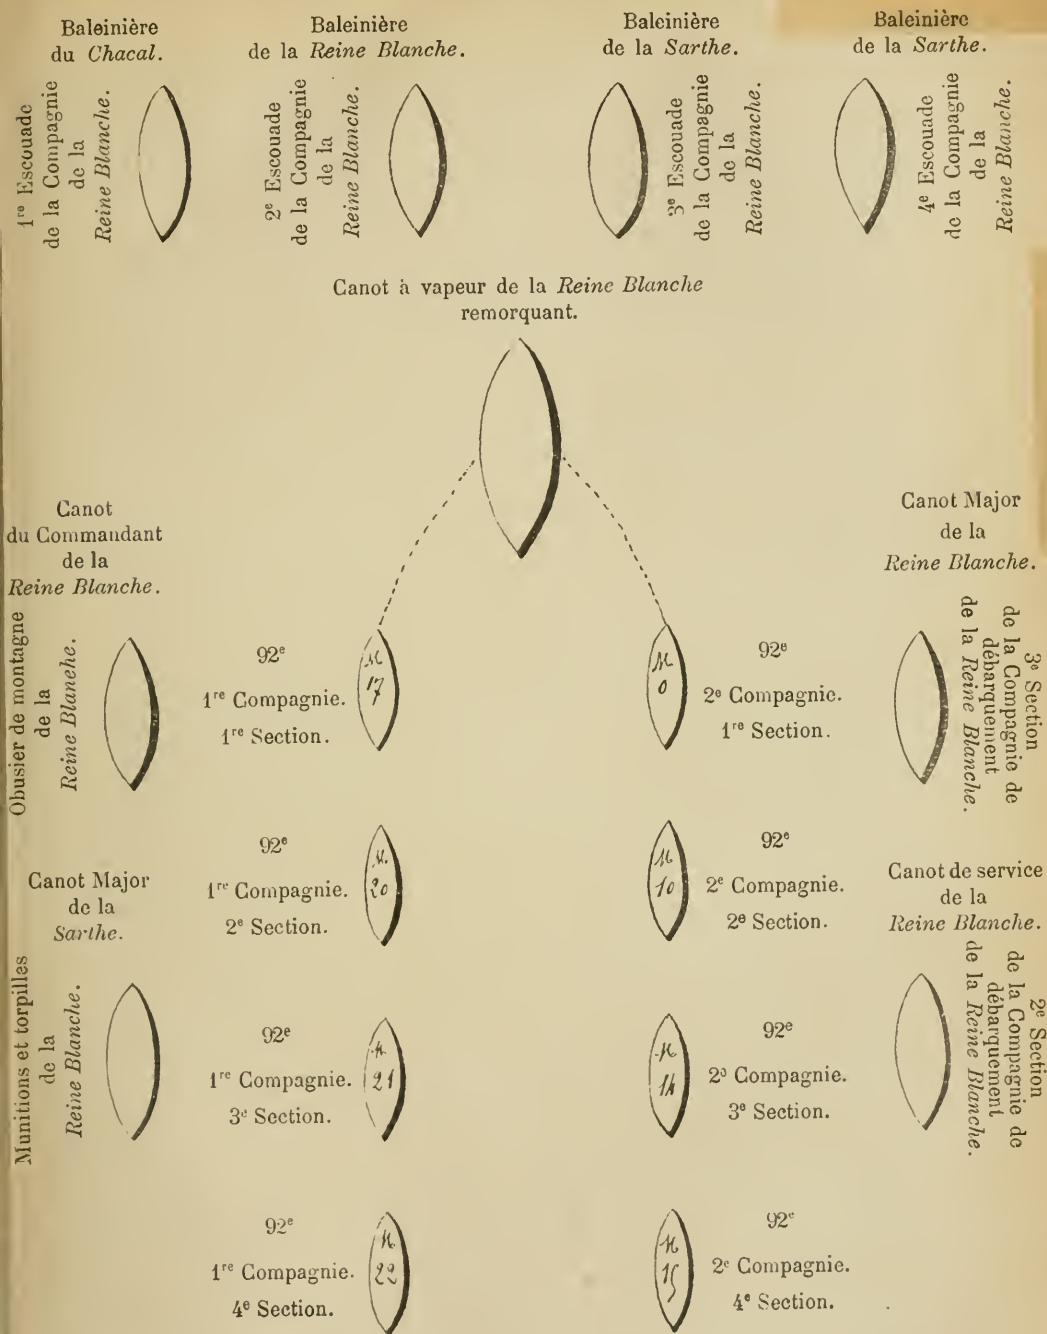 Baleinière
du Chacal.
1re Escouade
de la Compagnie
de la
Reine Blanche.
Baleinière
de la Reine Blanche.
2e Escouade
de la Compagnie
de la
Reine Blanche.
Baleinière
de la Sarthe.
3e Escouade
de la Compagnie
de la
Reine Blanche.
Baleinière
de la Sarthe.
4e Escouade
de la Compagnie
de la
Reine Blanche.
Canot à vapeur de la Reine Blanche
remorquant.
Canot
du Commandant
de la
Reine Blanche.
Obusier de montagne
de la
Reine Blanche.
92e
1re Compagnie.
1re Section.
17
0
92e
2e Compagnie.
1re Section.
Canot Major
de la
Reine Blanche.
3e Section
de la Compagnie de
débarquement
de la Reine Blanche.
92e
1re Compagnie.
2e Section.
20
10
92e
2e Compagnie.
2e Section.
Canot Major
de la
Sarthe.
Munitions et torpilles
de la
Reine Blanche.
Canot de service
de la
Reine Blanche.
2e Section
de la Compagnie de
débarquement
de la Reine Blanche.
92e
1re Compagnie.
3e Section.
21
14
92e
2e Compagnie.
3e Section.
92e
1re Compagnie.
4e Section.
22
15
92e
2e Compagnie.
4e Section.